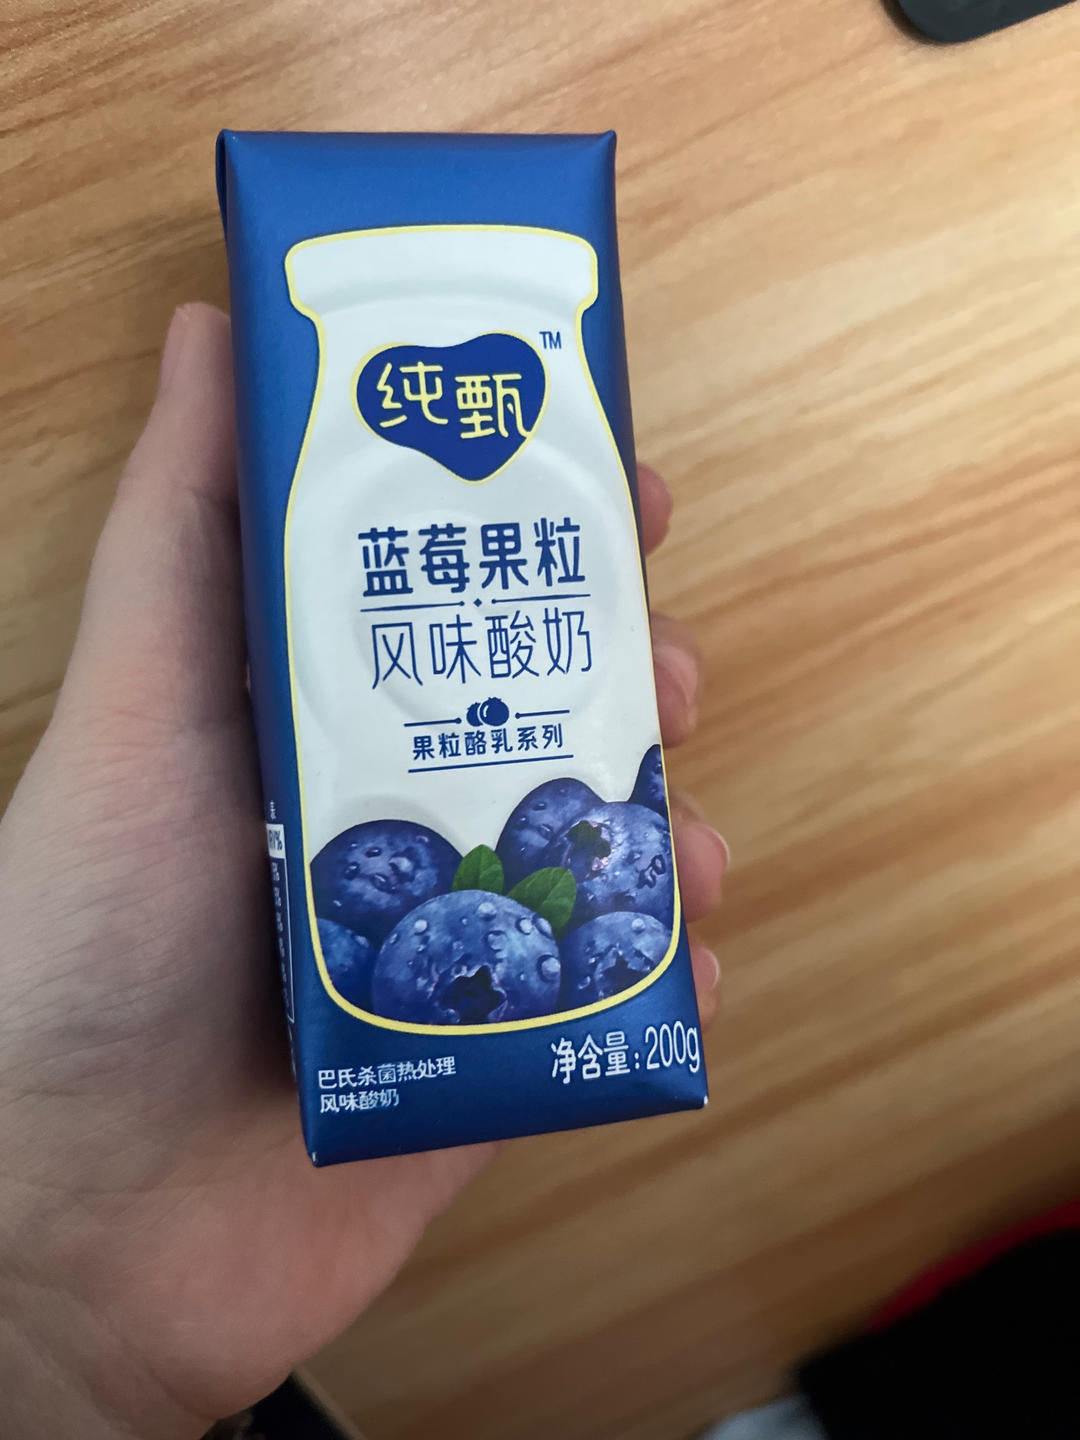 纯甄 TM
蓝莓果粒
风味酸奶
果粒酪乳系列
巴氏杀菌热处理
风味酸奶
净含量:200g